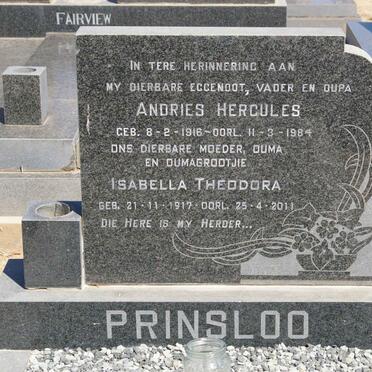 FAIRVIEW
IN TERE HERINNERING AAN
MY DIERBARE EGGENOOT, VADER EN OUPA
ANDRIES HERCULES
GEB. 8-2-1916~OORL. 11-3-1984
ONS DIERBARE MOEDER, OUMA
EN OUMAGROOTJIE
ISABELLA THEODORA
GEB. 21-11-1917~OORL. 25-4-2011
DIE HERE IS MY HERDER...
PRINSLOO